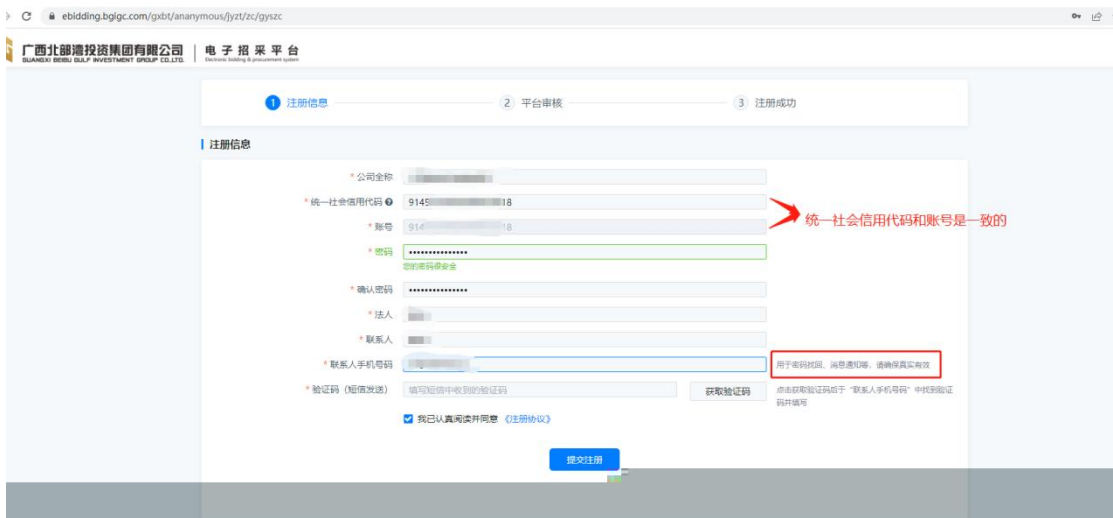 ebidding.bgigc.com/gxbt/ananymous/jyzt/zc/gyszc
广西北部湾投资集团有限公司 电子招采平台
GUANGXI BEIBU GULF INVESTMENT GROUP CO.,LTD. Electronic bidding & procurement system
1 注册信息 2 平台审核 3 注册成功
注册信息
* 公司全称
* 统一社会信用代码 9145 18
统一社会信用代码和账号是一致的
* 账号 914 18
* 密码 •••••••••••••••
您的密码很安全
* 确认密码 •••••••••••••••
* 法人
* 联系人
* 联系人手机号码 用于密码找回、消息通知等，请确保真实有效
* 验证码（短信发送） 填写短信中收到的验证码 获取验证码 点击获取验证码后于“联系人手机号码”中找到验证
码并填写
我已认真阅读并同意 《注册协议》
提交注册